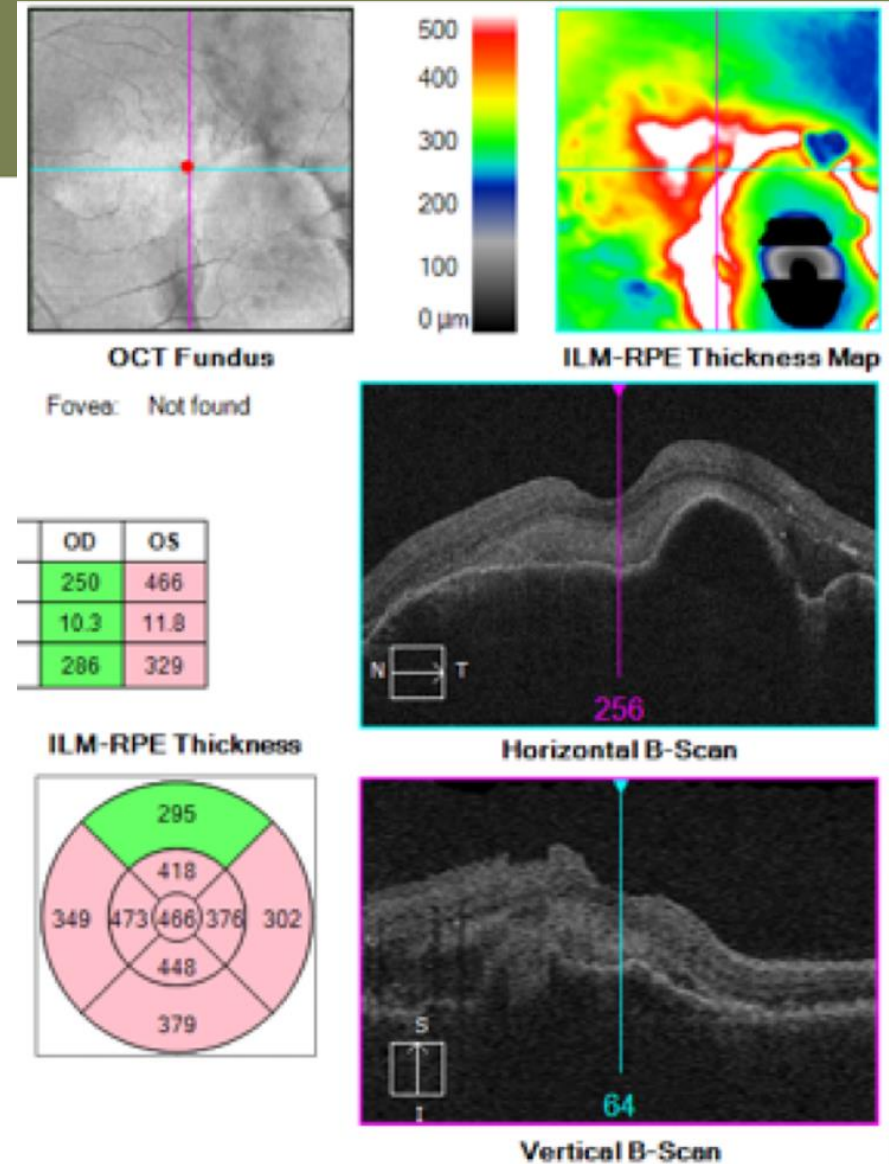 500
400
300
200
100
0 µm
OCT Fundus
ILM-RPE Thickness Map
Fovea: Not found
OD OS
250 466
10.3 11.8
286 329
N T
256
ILM-RPE Thickness
Horizontal B-Scan
295
418
349 473 466 376 302
448
379
S
I
64
Vertical B-Scan